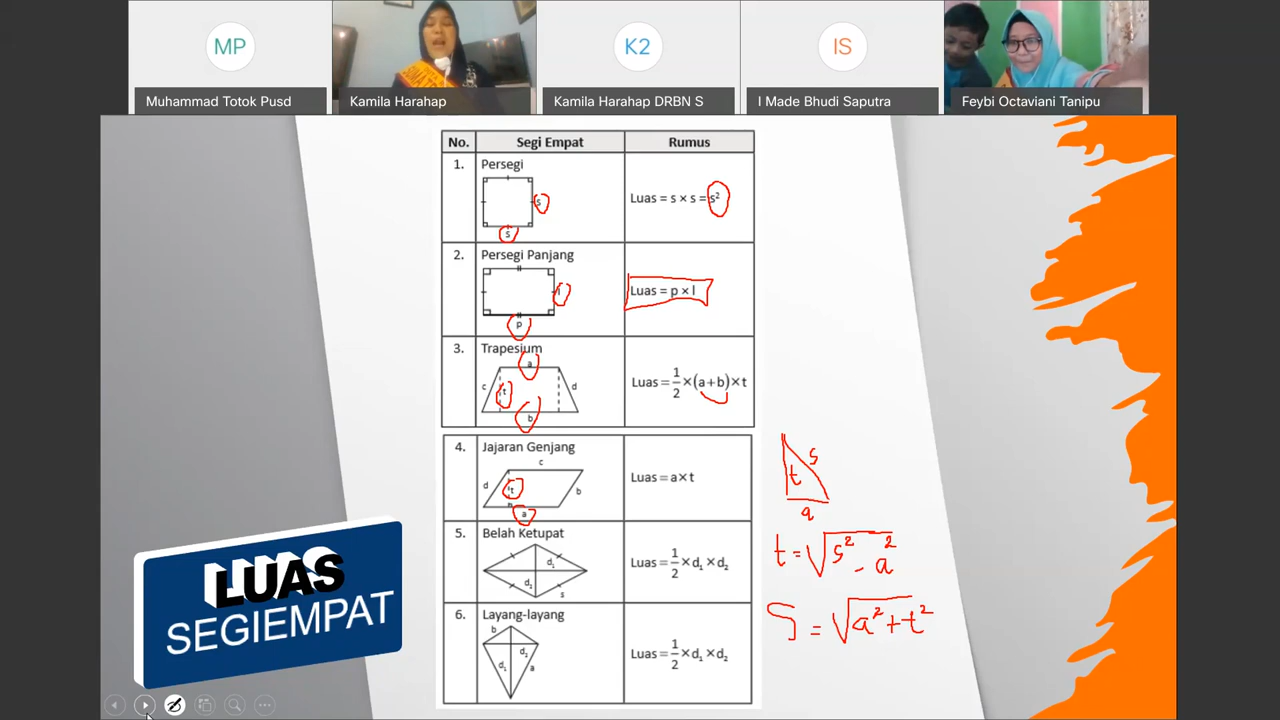 MP
K2
IS
Muhammad Totok Pusd
Kamila Harahap
Kamila Harahap DRBN S
I Made Bhudi Saputra
Feybi Octaviani Tanipu
No. Segi Empat Rumus
1. Persegi
s
s
Luas = s × s = s²
2. Persegi Panjang
l
p
Luas = p × l
3. Trapesium
a
c t d
b
Luas = 1/2 × (a + b) × t
4. Jajaran Genjang
c
d t b
a
Luas = a × t
5. Belah Ketupat
d₁
d₂ s
Luas = 1/2 × d₁ × d₂
6. Layang-layang
b
d₂
d₁ a
Luas = 1/2 × d₁ × d₂
t s
a
t = √s² - a²
S = √a² + t²
LUAS
SEGIEMPAT